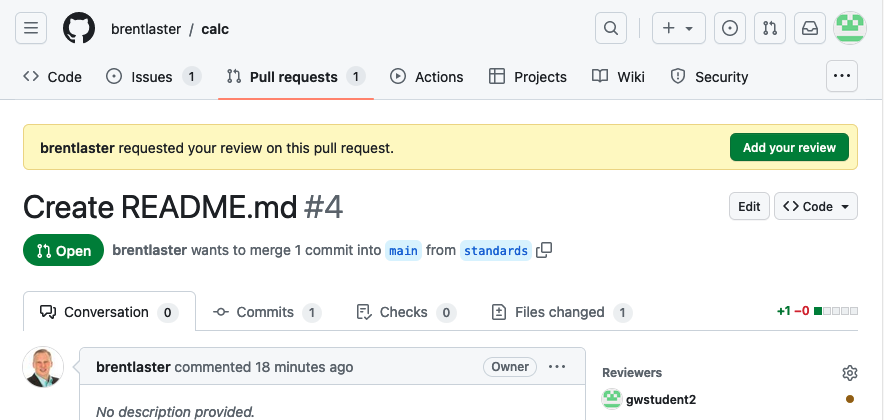 brentlaster / calc
Code Issues 1 Pull requests 1 Actions Projects Wiki Security
brentlaster requested your review on this pull request. Add your review
Create README.md #4 Edit Code
Open brentlaster wants to merge 1 commit into main from standards
Conversation 0 Commits 1 Checks 0 Files changed 1 +1 −0
brentlaster commented 18 minutes ago Owner
Reviewers
No description provided.
gwstudent2